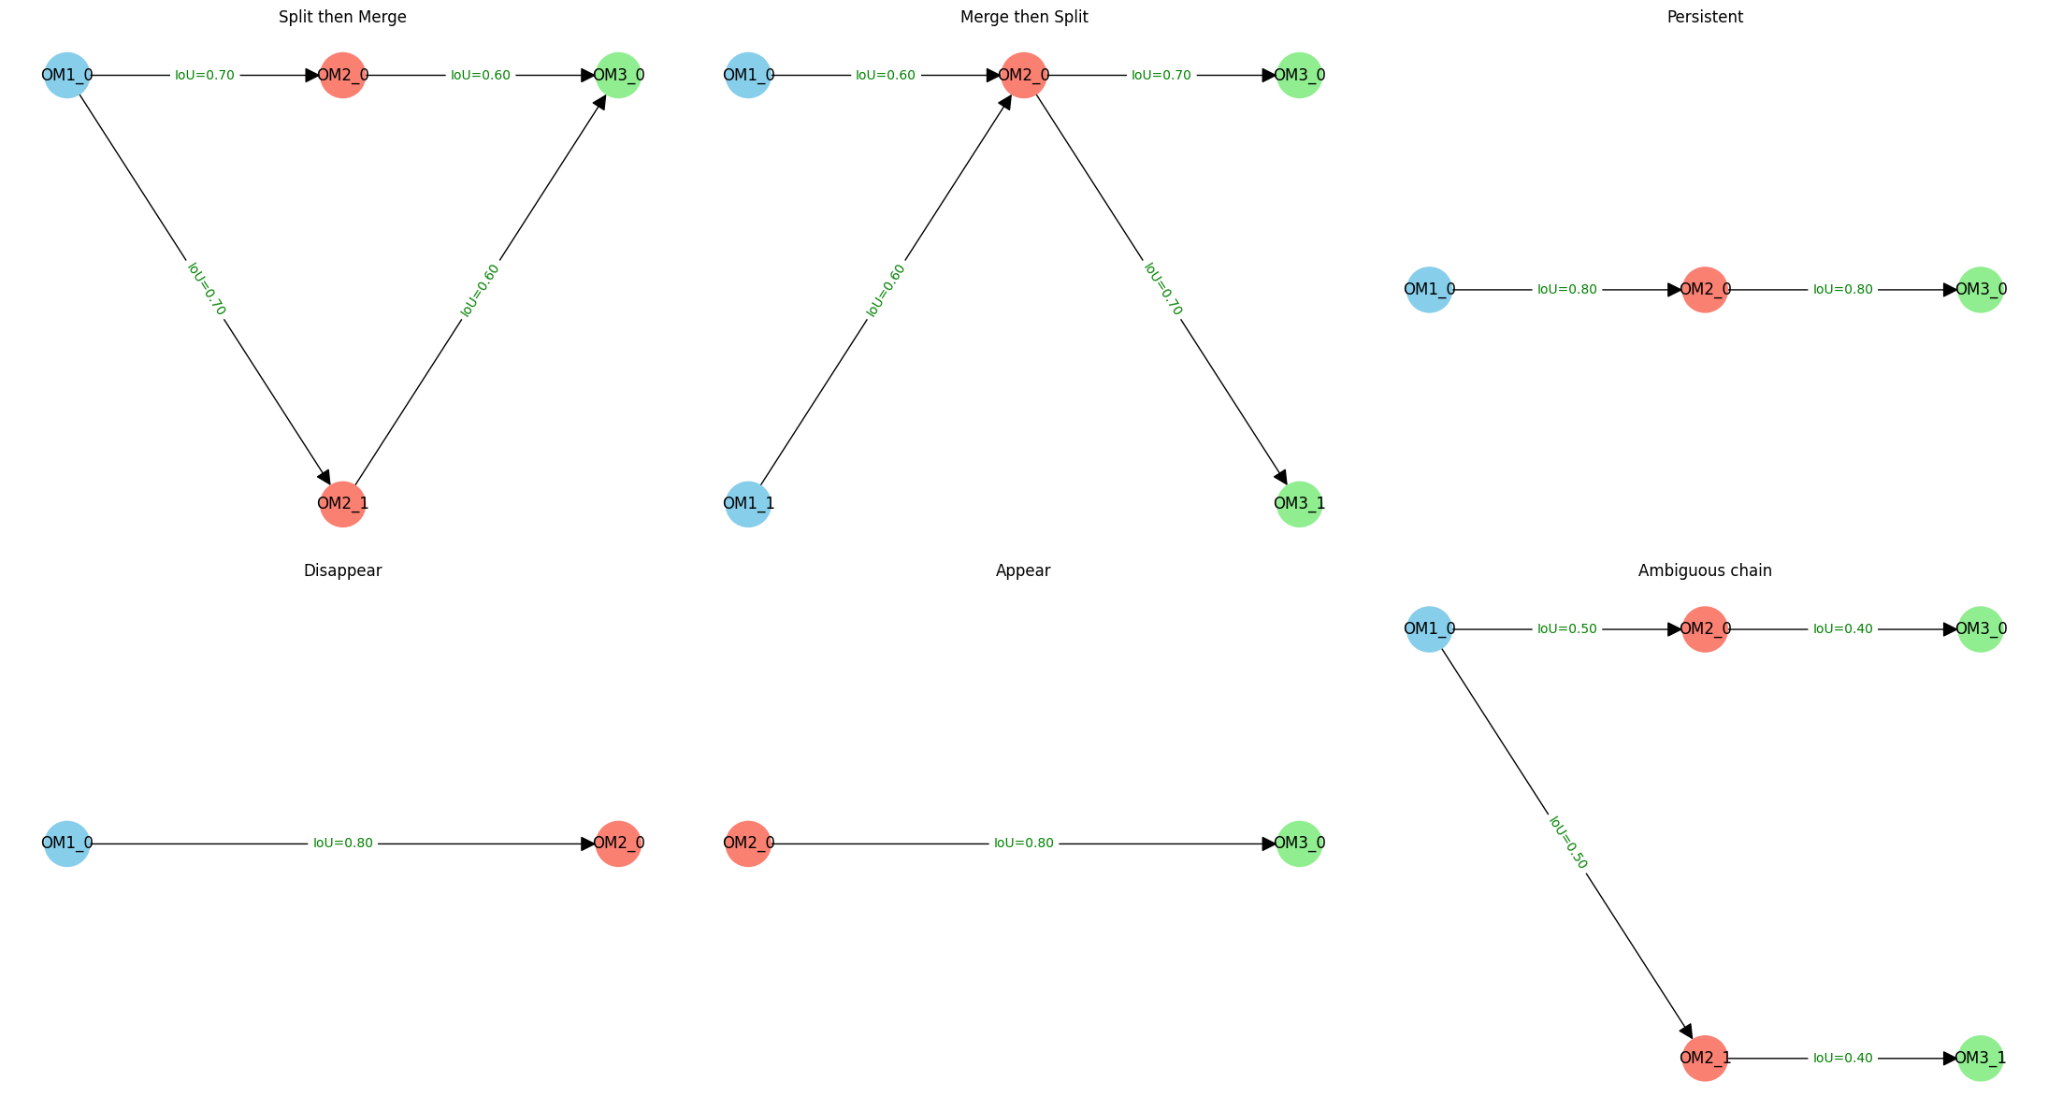 Split then Merge
OM1_0
IoU=0.70
OM2_0
IoU=0.60
OM3_0
IoU=0.70
IoU=0.60
OM2_1
Merge then Split
OM1_0
IoU=0.60
OM2_0
IoU=0.70
OM3_0
IoU=0.60
IoU=0.70
OM1_1
OM3_1
Persistent
OM1_0
IoU=0.80
OM2_0
IoU=0.80
OM3_0
Disappear
OM1_0
IoU=0.80
OM2_0
Appear
OM2_0
IoU=0.80
OM3_0
Ambiguous chain
OM1_0
IoU=0.50
OM2_0
IoU=0.40
OM3_0
IoU=0.50
OM2_1
IoU=0.40
OM3_1